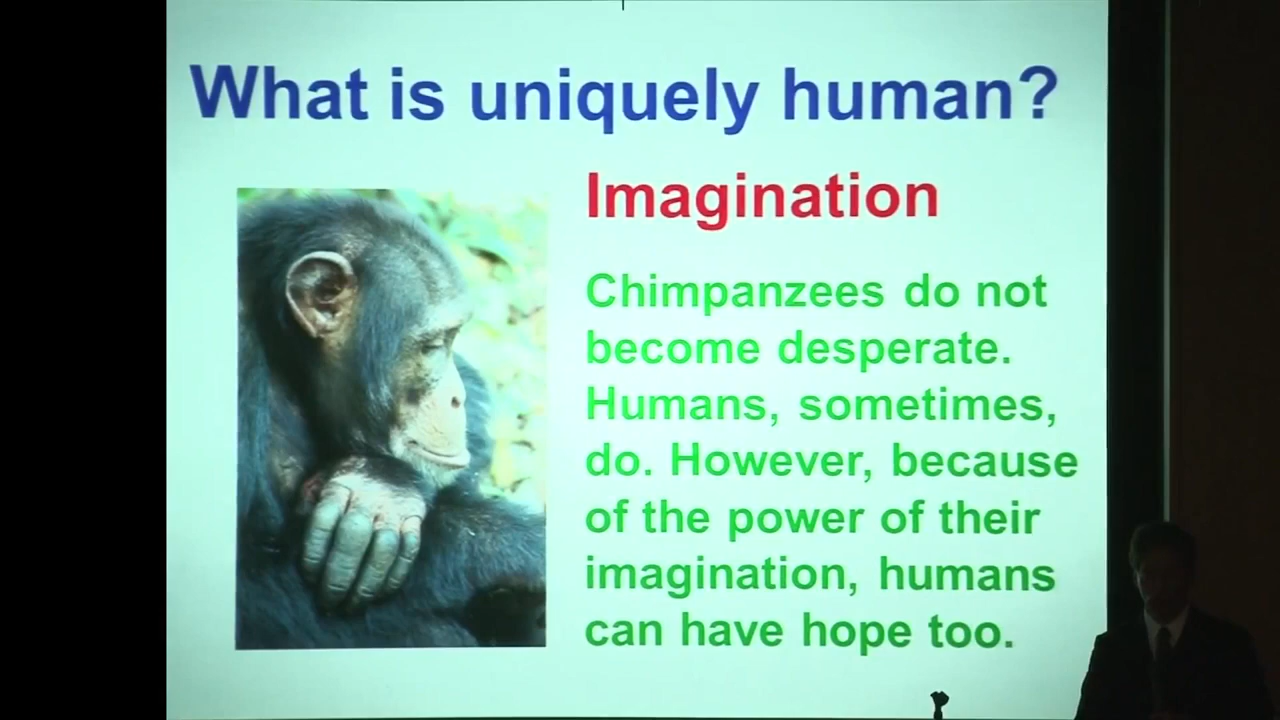 What is uniquely human?
Imagination
Chimpanzees do not
become desperate.
Humans, sometimes,
do. However, because
of the power of their
imagination, humans
can have hope too.